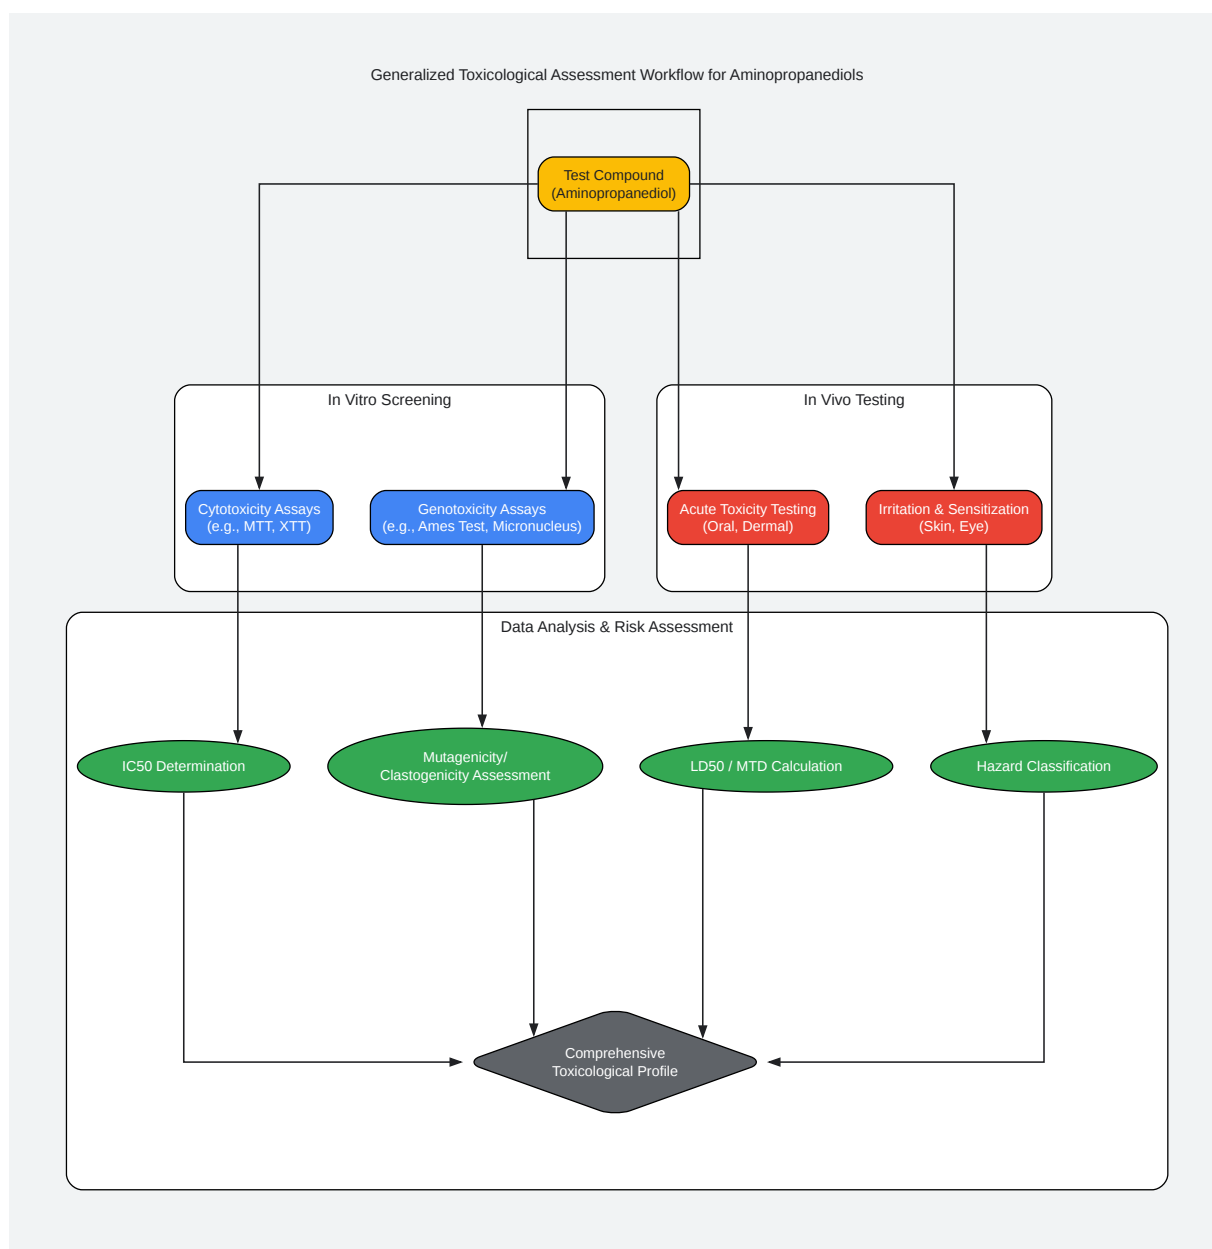 Generalized Toxicological Assessment Workflow for Aminopropanediols
Test Compound
(Aminopropanediol)
In Vitro Screening
In Vivo Testing
Cytotoxicity Assays
(e.g., MTT, XTT)
Genotoxicity Assays
(e.g., Ames Test, Micronucleus)
Acute Toxicity Testing
(Oral, Dermal)
Irritation & Sensitization
(Skin, Eye)
Data Analysis & Risk Assessment
IC50 Determination
Mutagenicity/
Clastogenicity Assessment
LD50 / MTD Calculation
Hazard Classification
Comprehensive
Toxicological Profile